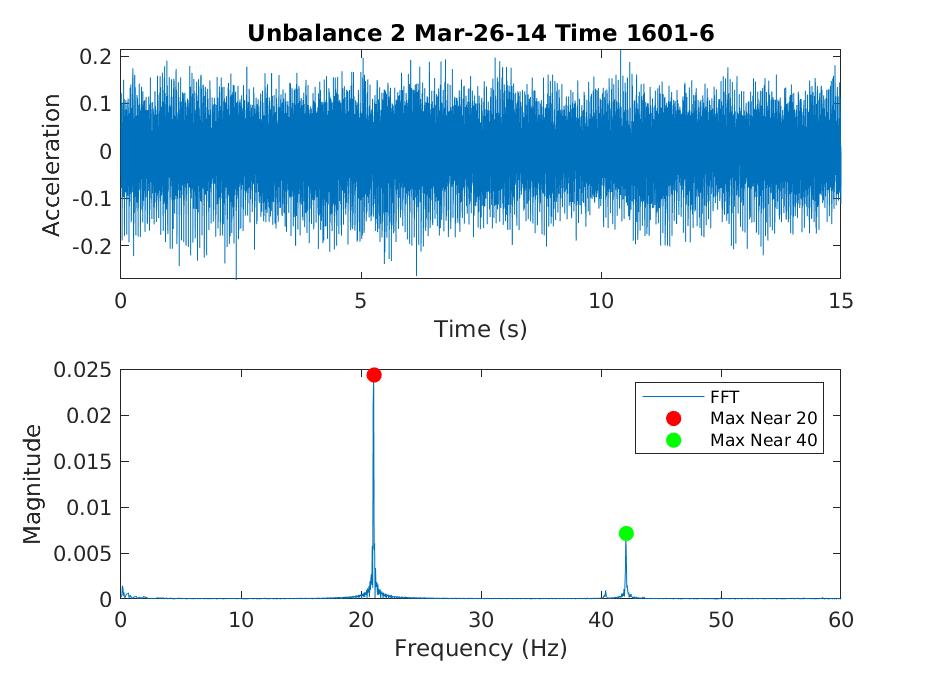 Unbalance 2 Mar-26-14 Time 1601-6
0.2
0.1
0
-0.1
-0.2
Acceleration
0
5
10
15
Time (s)
0.025
0.02
0.015
0.01
0.005
0
Magnitude
FFT
Max Near 20
Max Near 40
0
10
20
30
40
50
60
Frequency (Hz)